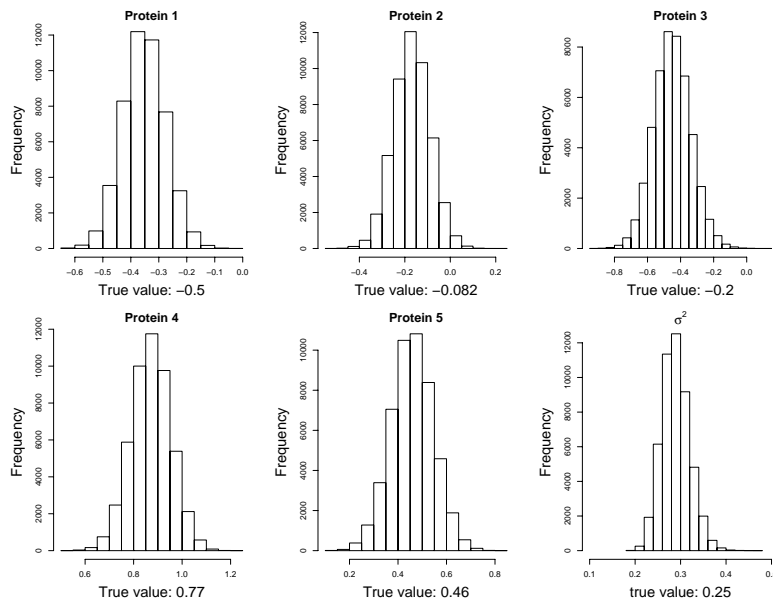 Protein 1
Frequency
0 2000 4000 6000 8000 10000 12000
−0.6 −0.5 −0.4 −0.3 −0.2 −0.1 0.0
True value: −0.5
Protein 2
Frequency
0 2000 4000 6000 8000 10000 12000
−0.4 −0.2 0.0 0.2
True value: −0.082
Protein 3
Frequency
0 2000 4000 6000 8000
−0.8 −0.6 −0.4 −0.2 0.0
True value: −0.2
Protein 4
Frequency
0 2000 4000 6000 8000 10000 12000
0.6 0.8 1.0 1.2
True value: 0.77
Protein 5
Frequency
0 2000 4000 6000 8000 10000
0.2 0.4 0.6 0.8
True value: 0.46
σ²
Frequency
0 2000 4000 6000 8000 10000 12000
0.1 0.2 0.3 0.4
true value: 0.25